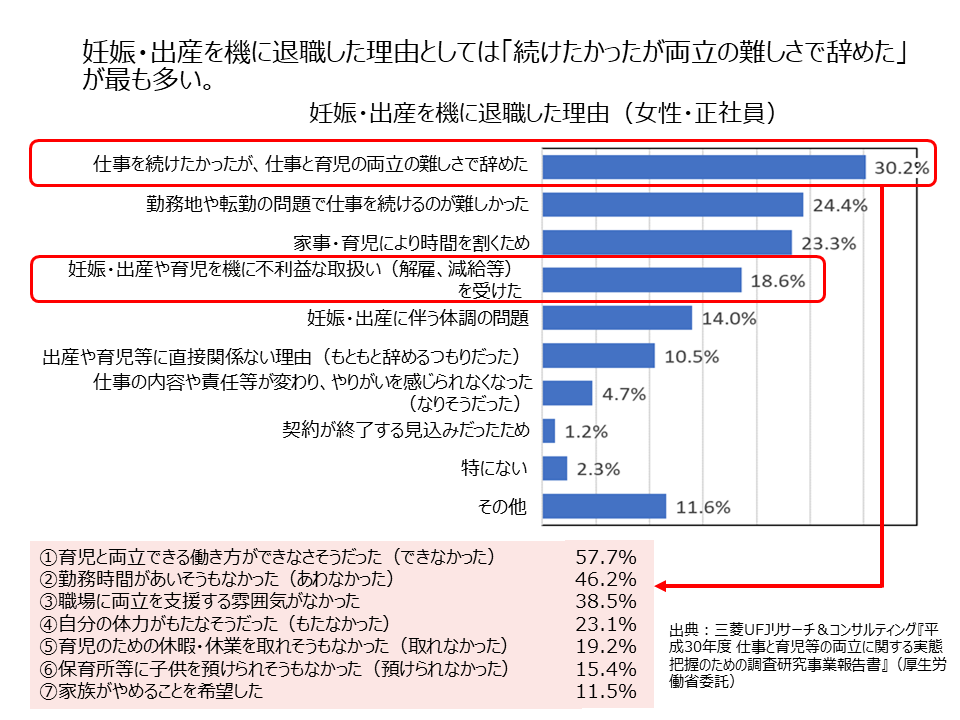 妊娠・出産を機に退職した理由としては「続けたかったが両立の難しさで辞めた」
が最も多い。
妊娠・出産を機に退職した理由（女性・正社員）
仕事を続けたかったが、仕事と育児の両立の難しさで辞めた 30.2%
勤務地や転勤の問題で仕事を続けるのが難しかった 24.4%
家事・育児により時間を割くため 23.3%
妊娠・出産や育児を機に不利益な取扱い（解雇、減給等）
を受けた 18.6%
妊娠・出産に伴う体調の問題 14.0%
出産や育児等に直接関係ない理由（もともと辞めるつもりだった） 10.5%
仕事の内容や責任等が変わり、やりがいを感じられなくなった
（なりそうだった） 4.7%
契約が終了する見込みだったため 1.2%
特にない 2.3%
その他 11.6%
①育児と両立できる働き方ができなさそうだった（できなかった） 57.7%
②勤務時間があいそうもなかった（あわなかった） 46.2%
③職場に両立を支援する雰囲気がなかった 38.5%
④自分の体力がもたなそうだった（もたなかった） 23.1%
⑤育児のための休暇・休業を取れそうもなかった（取れなかった） 19.2%
⑥保育所等に子供を預けられそうもなかった（預けられなかった） 15.4%
⑦家族がやめることを希望した 11.5%
出典：三菱UFJリサーチ＆コンサルティング『平
成30年度 仕事と育児等の両立に関する実態
把握のための調査研究事業報告書』（厚生労
働省委託）